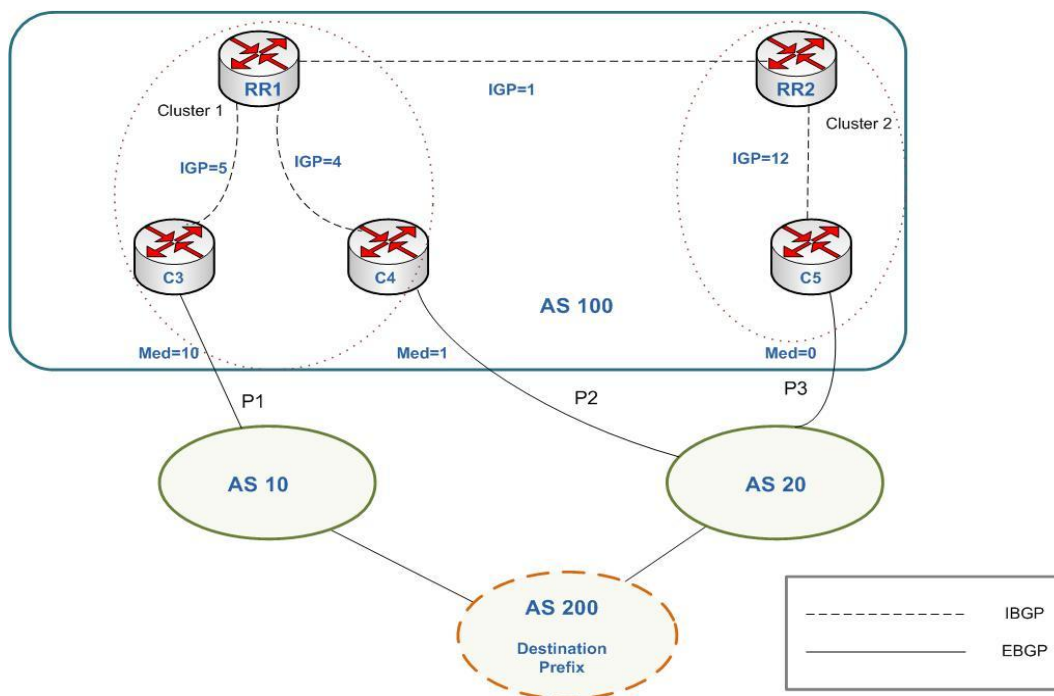 RR1
RR2
IGP=1
Cluster 1
Cluster 2
IGP=5
IGP=4
IGP=12
C3
C4
C5
AS 100
Med=10
Med=1
Med=0
P1
P2
P3
AS 10
AS 20
AS 200
Destination
Prefix
IBGP
EBGP